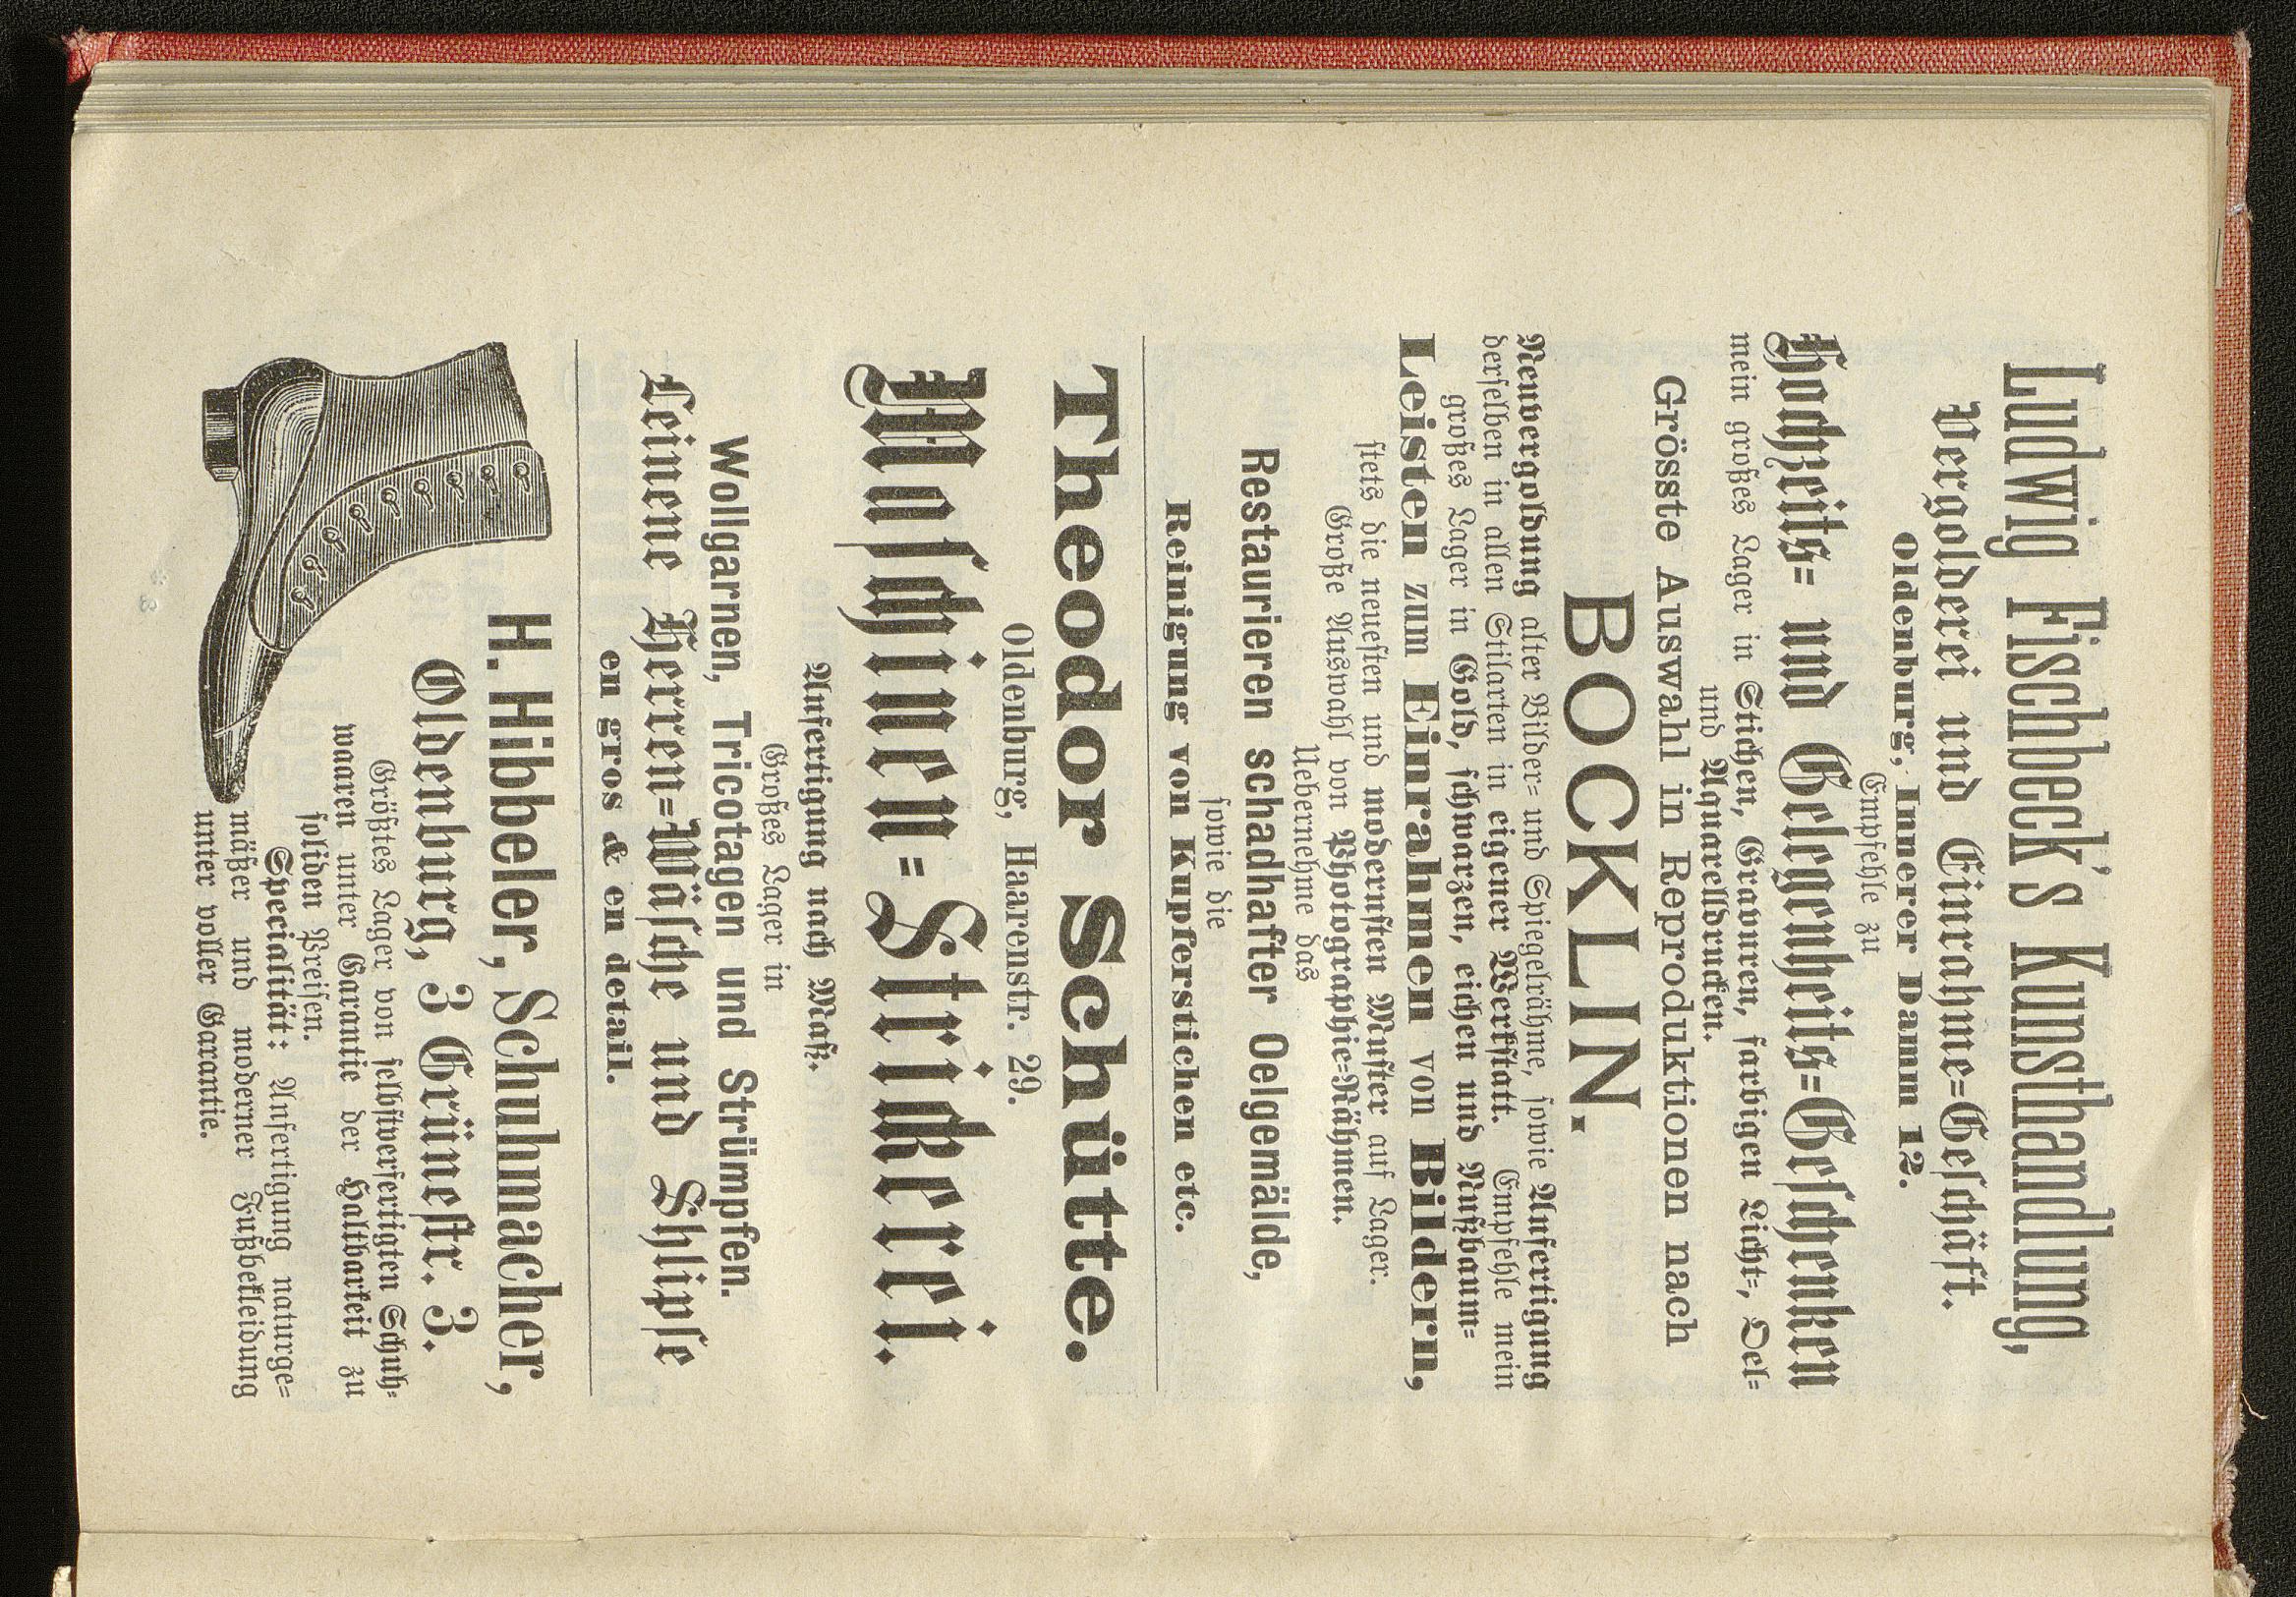 Ludwig Fischbeck's Kunsthandlung,
Vergolderei und Einrahme-Geschäft.
Oldenburg, Innerer Damm 12.
Empfehle zu
Hochzeits- und Gelegenheits-Geschenken
mein großes Lager in Stichen, Gravuren, farbigen Licht-, Oel-
und Aquarelldrucken.
Grösste Auswahl in Reproduktionen nach
BOCKLIN.
Neuvergoldung alter Bilder- und Spiegelrähme, sowie Anfertigung
derselben in allen Stilarten in eigener Werkstatt. Empfehle mein
großes Lager in Gold, schwarzen, eichen und Nußbaum-
Leisten zum Einrahmen von Bildern,
stets die neuesten und modernsten Muster auf Lager.
Große Auswahl von Photographie-Rähmen.
Uebernehme das
Restaurieren schadhafter Oelgemälde,
sowie die
Reinigung von Kupferstichen etc.
Theodor Schütte.
Oldenburg, Haarenstr. 29.
Maschinen-Strickerei.
Anfertigung nach Maß.
Großes Lager in
Wollgarnen, Tricotagen und Strümpfen.
Leinene Herren-Wäsche und Shlipse
en gros & en detail.
H. Hibbeler, Schuhmacher,
Oldenburg, 3 Grünestr. 3.
Größtes Lager von selbstverfertigten Schuh-
waaren unter Garantie der Haltbarkeit zu
soliden Preisen.
Specialität: Anfertigung naturge-
mäßer und moderner Fußbekleidung
unter voller Garantie.